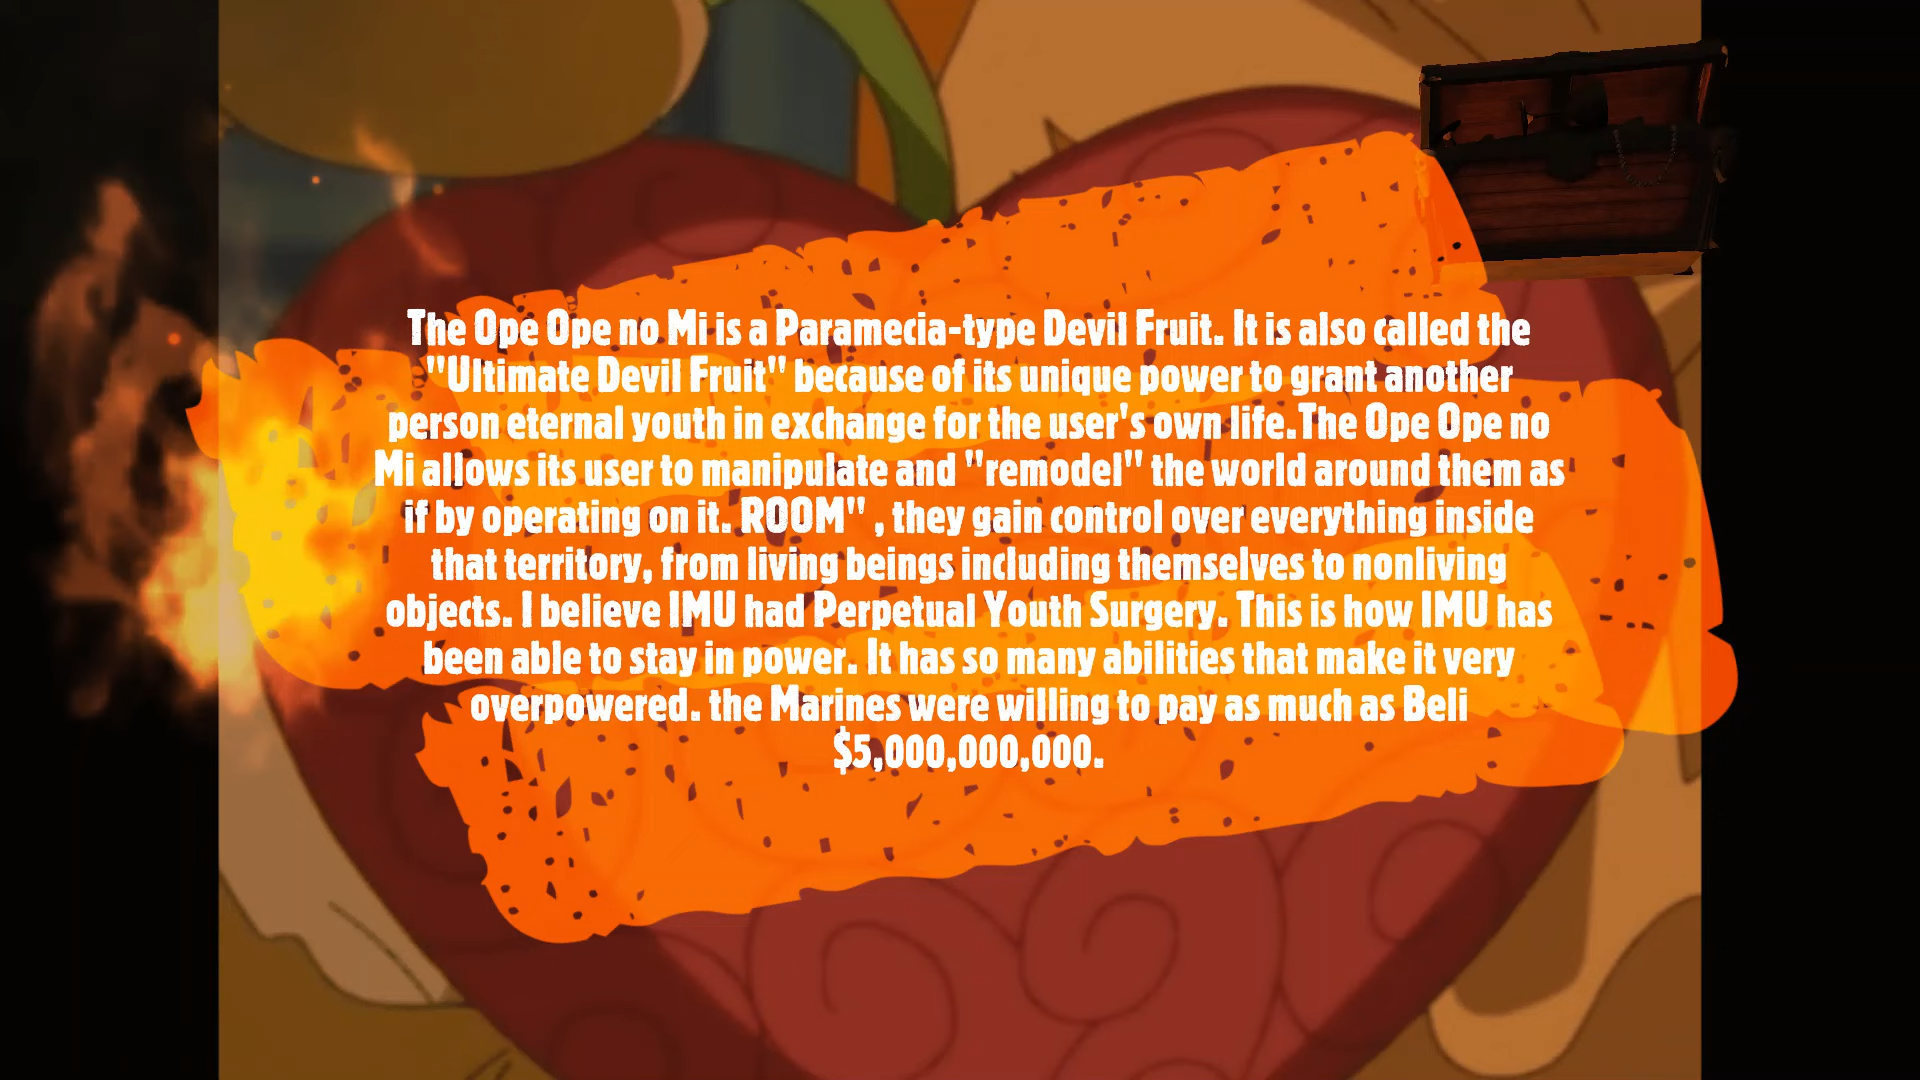 The Ope Ope no Mi is a Paramecia-type Devil Fruit. It is also called the
"Ultimate Devil Fruit" because of its unique power to grant another
person eternal youth in exchange for the user's own life.The Ope Ope no
Mi allows its user to manipulate and "remodel" the world around them as
if by operating on it. ROOM" , they gain control over everything inside
that territory, from living beings including themselves to nonliving
objects. I believe IMU had Perpetual Youth Surgery. This is how IMU has
been able to stay in power. It has so many abilities that make it very
overpowered. the Marines were willing to pay as much as Beli
$5,000,000,000.